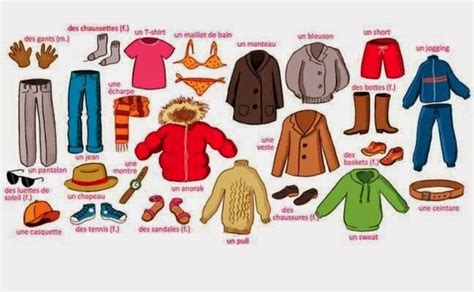 des gants (m.)
des chaussettes (f.)
un T-shirt
un maillot de bain
un manteau
un blouson
un short
un jogging
une
écharpe
des bottes (f.)
un pantalon
un jean
une
montre
un anorak
une
veste
des
baskets (f.)
des luettes de
soleil (f.)
un chapeau
une casquette
des tennis (f.)
des sandales (f.)
un pull
des
chaussures (f.)
un sweat
une ceinture